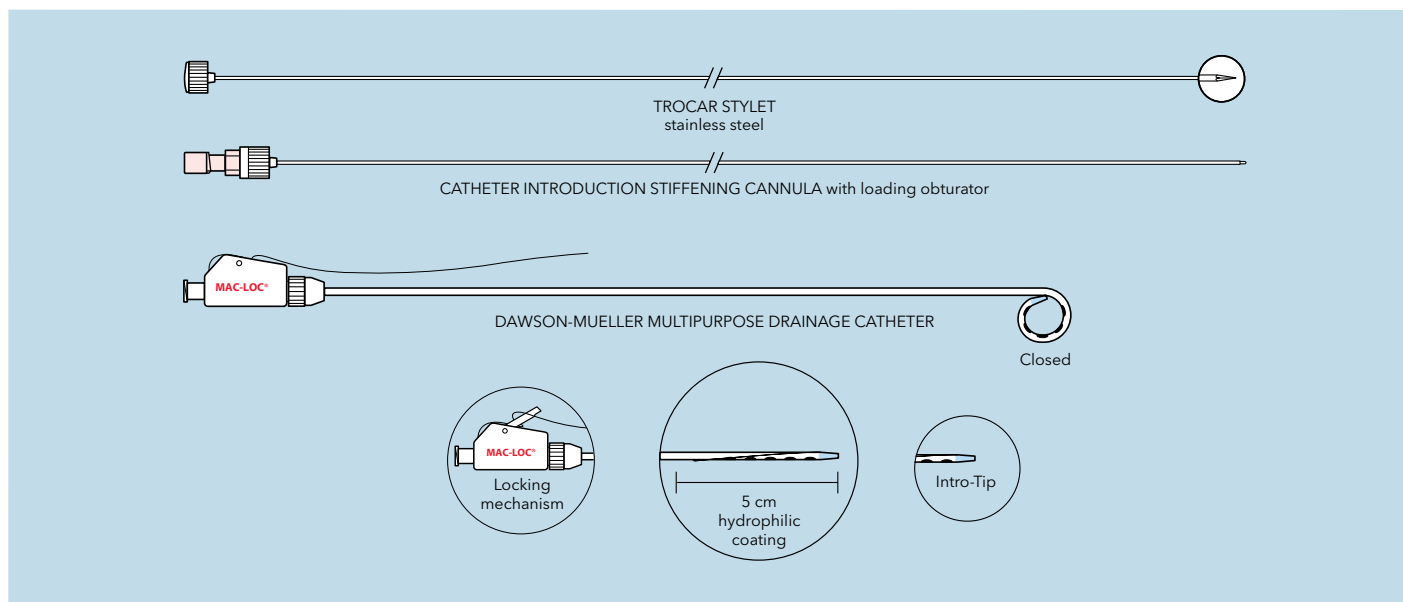 TROCAR STYLET
stainless steel
CATHETER INTRODUCTION STIFFENING CANNULA with loading obturator
MAC-LOC®
DAWSON-MUELLER MULTIPURPOSE DRAINAGE CATHETER
Closed
MAC-LOC®
Locking
mechanism
5 cm
hydrophilic
coating
Intro-Tip